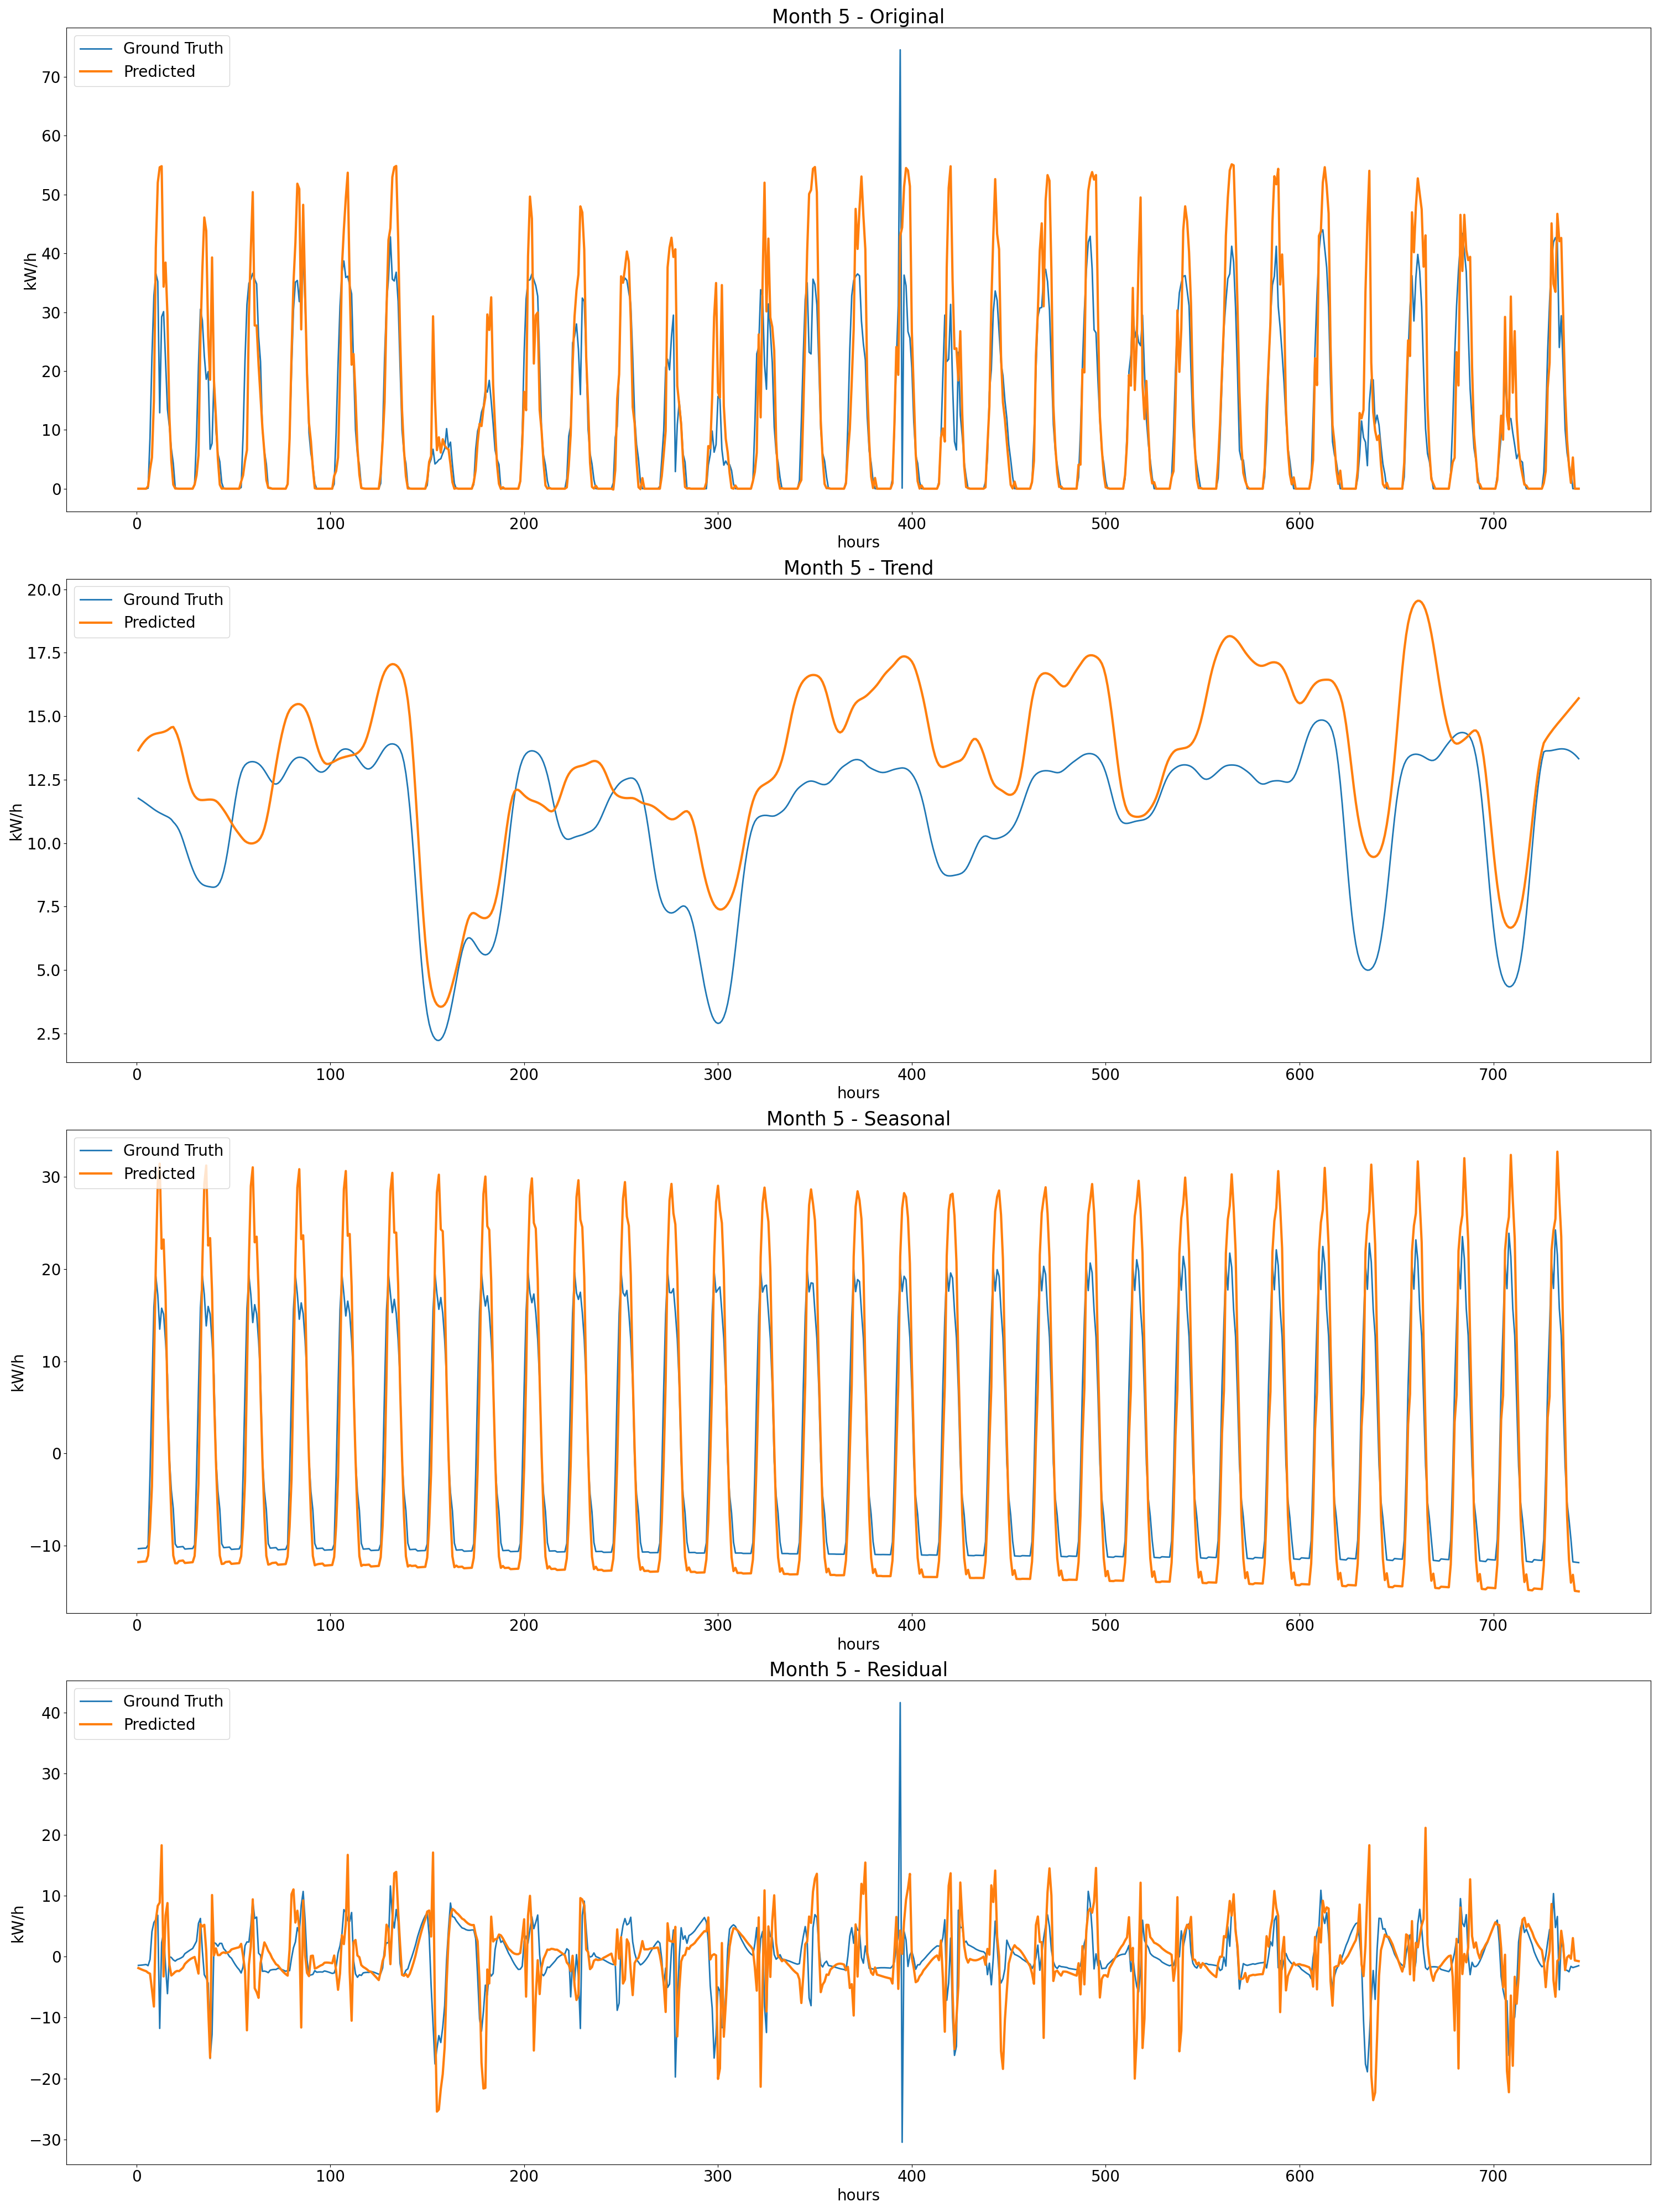 Month 5 - Original
Ground Truth
Predicted
kW/h
70
60
50
40
30
20
10
0
0 100 200 300 400 500 600 700
hours
Month 5 - Trend
Ground Truth
Predicted
kW/h
20.0
17.5
15.0
12.5
10.0
7.5
5.0
2.5
0 100 200 300 400 500 600 700
hours
Month 5 - Seasonal
Ground Truth
Predicted
kW/h
30
20
10
0
−10
0 100 200 300 400 500 600 700
hours
Month 5 - Residual
Ground Truth
Predicted
kW/h
40
30
20
10
0
−10
−20
−30
0 100 200 300 400 500 600 700
hours